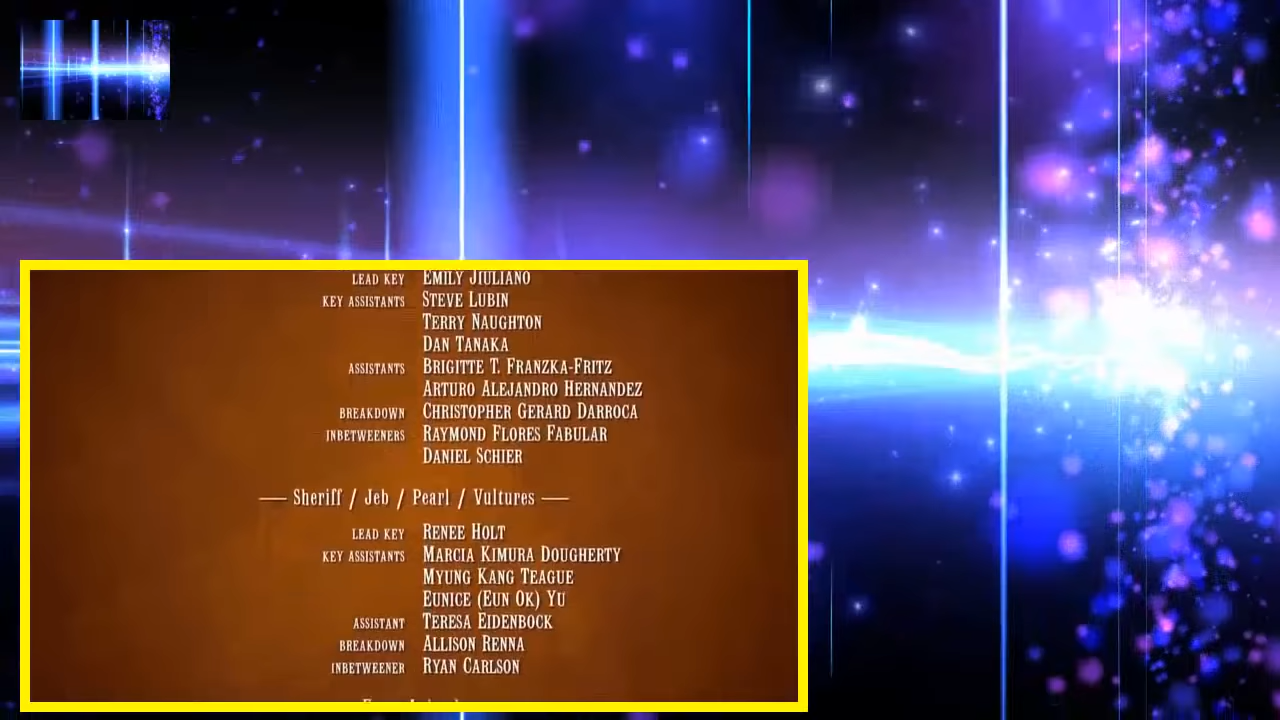 LEAD KEY EMILY JIULIANO
KEY ASSISTANTS STEVE LUBIN
TERRY NAUGHTON
DAN TANAKA
ASSISTANTS BRIGITTE T. FRANZKA-FRITZ
ARTURO ALEJANDRO HERNANDEZ
BREAKDOWN CHRISTOPHER GERARD DARROCA
INBETWEENERS RAYMOND FLORES FABULAR
DANIEL SCHIER
— Sheriff / Jeb / Pearl / Vultures —
LEAD KEY RENEE HOLT
KEY ASSISTANTS MARCIA KIMURA DOUGHERTY
MYUNG KANG TEAGUE
EUNICE (EUN OK) YU
ASSISTANT TERESA EIDENBOCK
BREAKDOWN ALLISON RENNA
INBETWEENER RYAN CARLSON